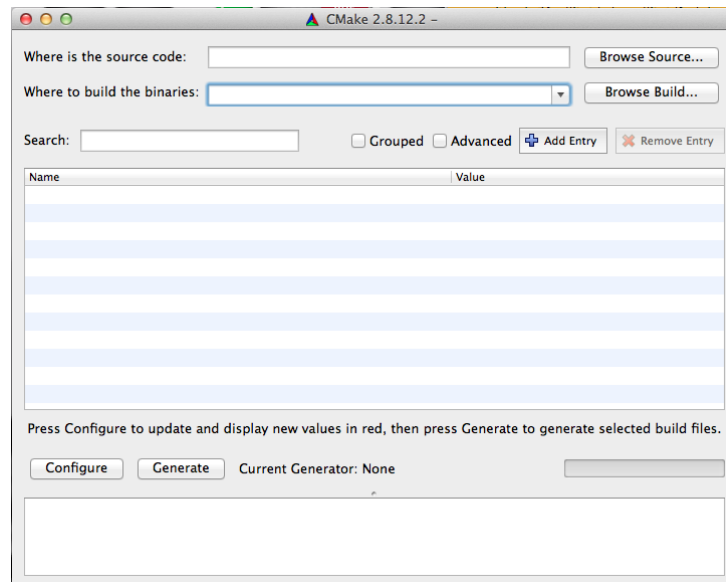 CMake 2.8.12.2 –
Where is the source code: Browse Source...
Where to build the binaries: Browse Build...
Search: Grouped Advanced Add Entry Remove Entry
Name Value
Press Configure to update and display new values in red, then press Generate to generate selected build files.
Configure Generate Current Generator: None